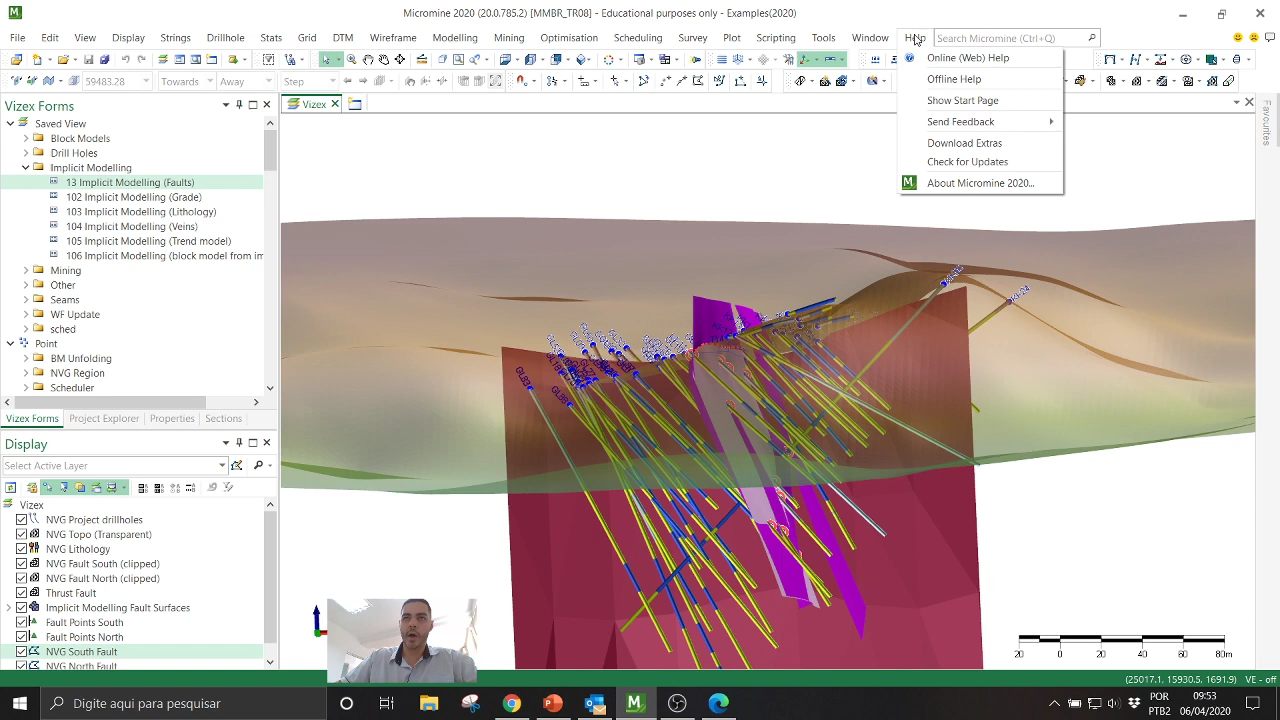 Micromine 2020 (20.0.785.2) [MMBR_TR08] - Educational purposes only - Examples(2020)
File Edit View Display Strings Drillhole Stats Grid DTM Wireframe Modelling Mining Optimisation Scheduling Survey Plot Scripting Tools Window Help Search Micromine (Ctrl+Q)
59483.28 Towards Away Step
Online (Web) Help
Offline Help
Show Start Page
Send Feedback
Download Extras
Check for Updates
About Micromine 2020...
Vizex Forms
Vizex
Favourites
Saved View
Block Models
Drill Holes
Implicit Modelling
13 Implicit Modelling (Faults)
102 Implicit Modelling (Grade)
103 Implicit Modelling (Lithology)
104 Implicit Modelling (Veins)
105 Implicit Modelling (Trend model)
106 Implicit Modelling (block model from im
Mining
Other
Seams
WF Update
sched
Point
BM Unfolding
NVG Region
Scheduler
Vizex Forms Project Explorer Properties Sections
Display
Select Active Layer
Vizex
NVG Project drillholes
NVG Topo (Transparent)
NVG Lithology
NVG Fault South (clipped)
NVG Fault North (clipped)
Thrust Fault
Implicit Modelling Fault Surfaces
Fault Points South
Fault Points North
NVG South Fault
NVG North Fault
20 0 20 40 60 80m
(25017.1, 15930.5, 1691.9) VE - off
Digite aqui para pesquisar
POR
PTB2
09:53
06/04/2020